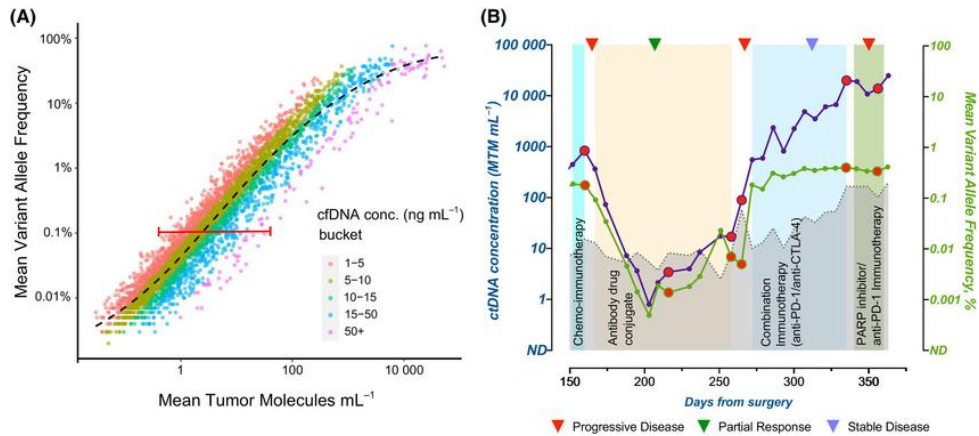 (A)
Mean Variant Allele Frequency
100%
10%
1%
0.1%
0.01%
cfDNA conc. (ng mL⁻¹)
bucket
1–5
5–10
10–15
15–50
50+
1
100
10 000
Mean Tumor Molecules mL⁻¹
(B)
ctDNA concentration (MTM mL⁻¹)
100 000
10 000
1000
100
10
1
ND
Chemo-immunotherapy
Antibody drug
conjugate
Combination
Immunotherapy
(anti-PD-1/anti-CTLA-4)
PARP inhibitor/
anti-PD-1 Immunotherapy
100
10
1
0.1
0.01
0.001
ND
Mean Variant Allele Frequency, %
150
200
250
300
350
Days from surgery
Progressive Disease
Partial Response
Stable Disease